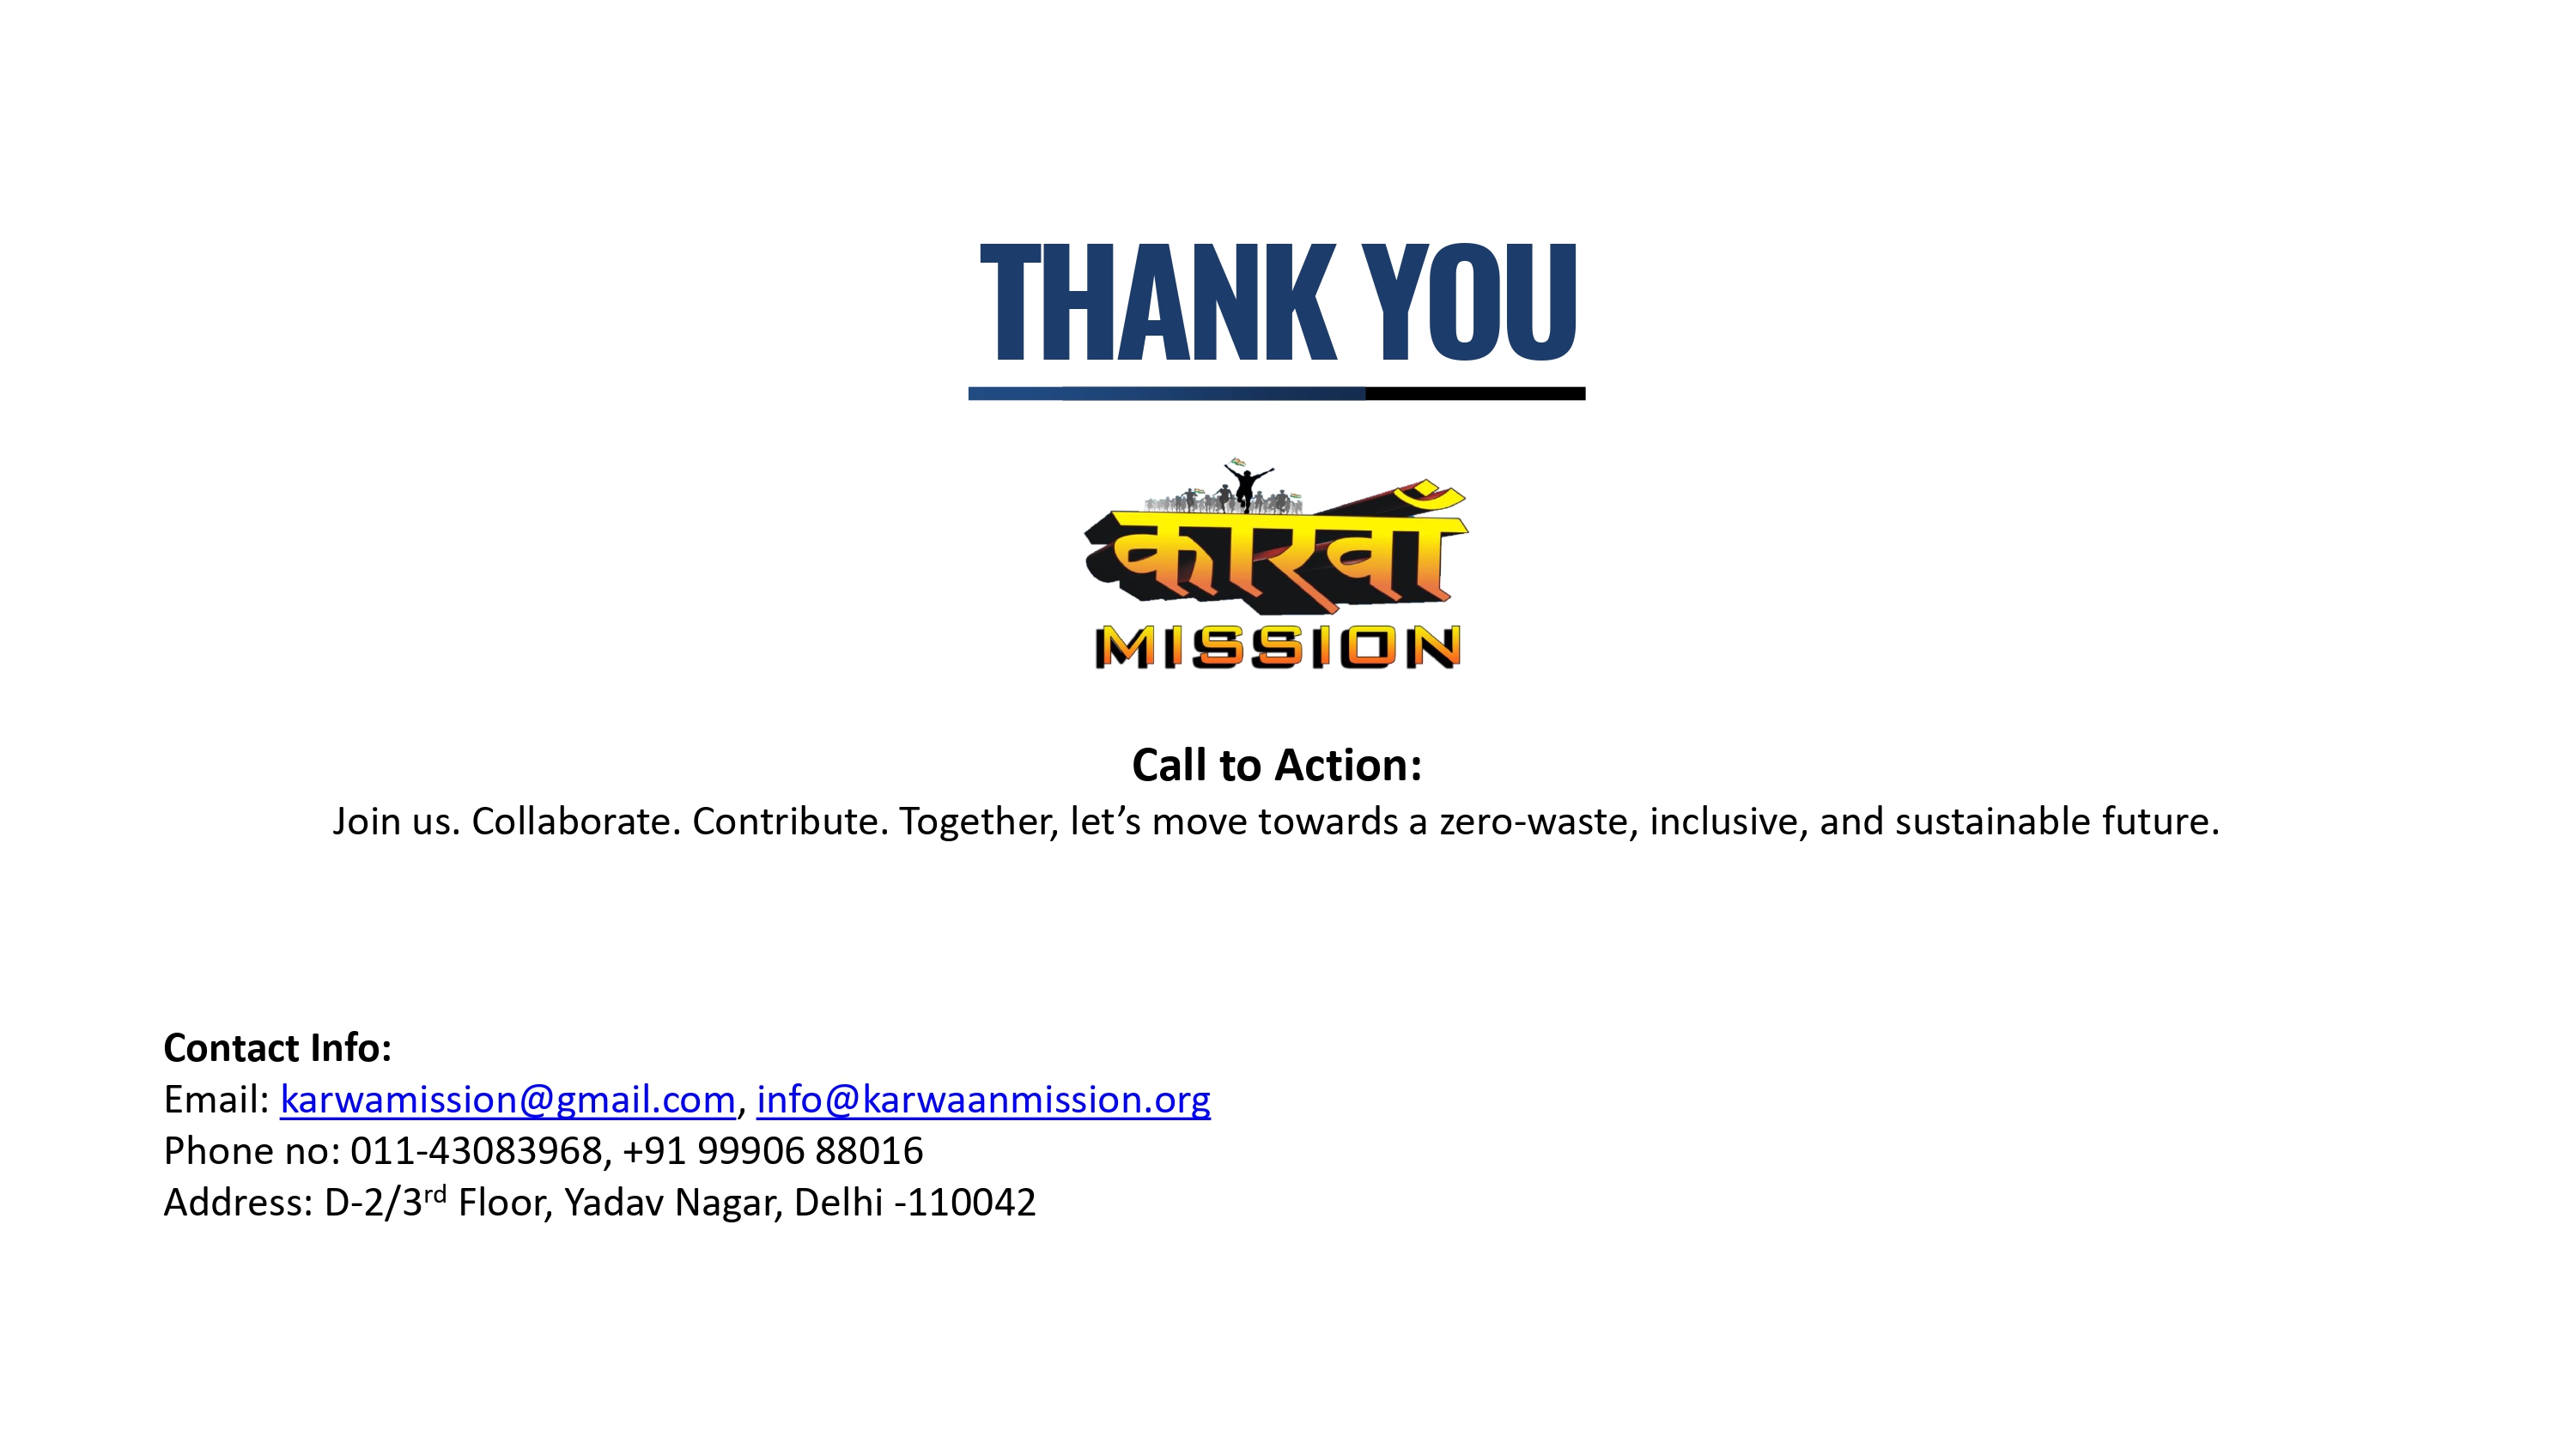 THANK YOU
कारवाँ
MISSION
Call to Action:
Join us. Collaborate. Contribute. Together, let’s move towards a zero-waste, inclusive, and sustainable future.
Contact Info:
Email: karwamission@gmail.com, info@karwaanmission.org
Phone no: 011-43083968, +91 99906 88016
Address: D-2/3rd Floor, Yadav Nagar, Delhi -110042